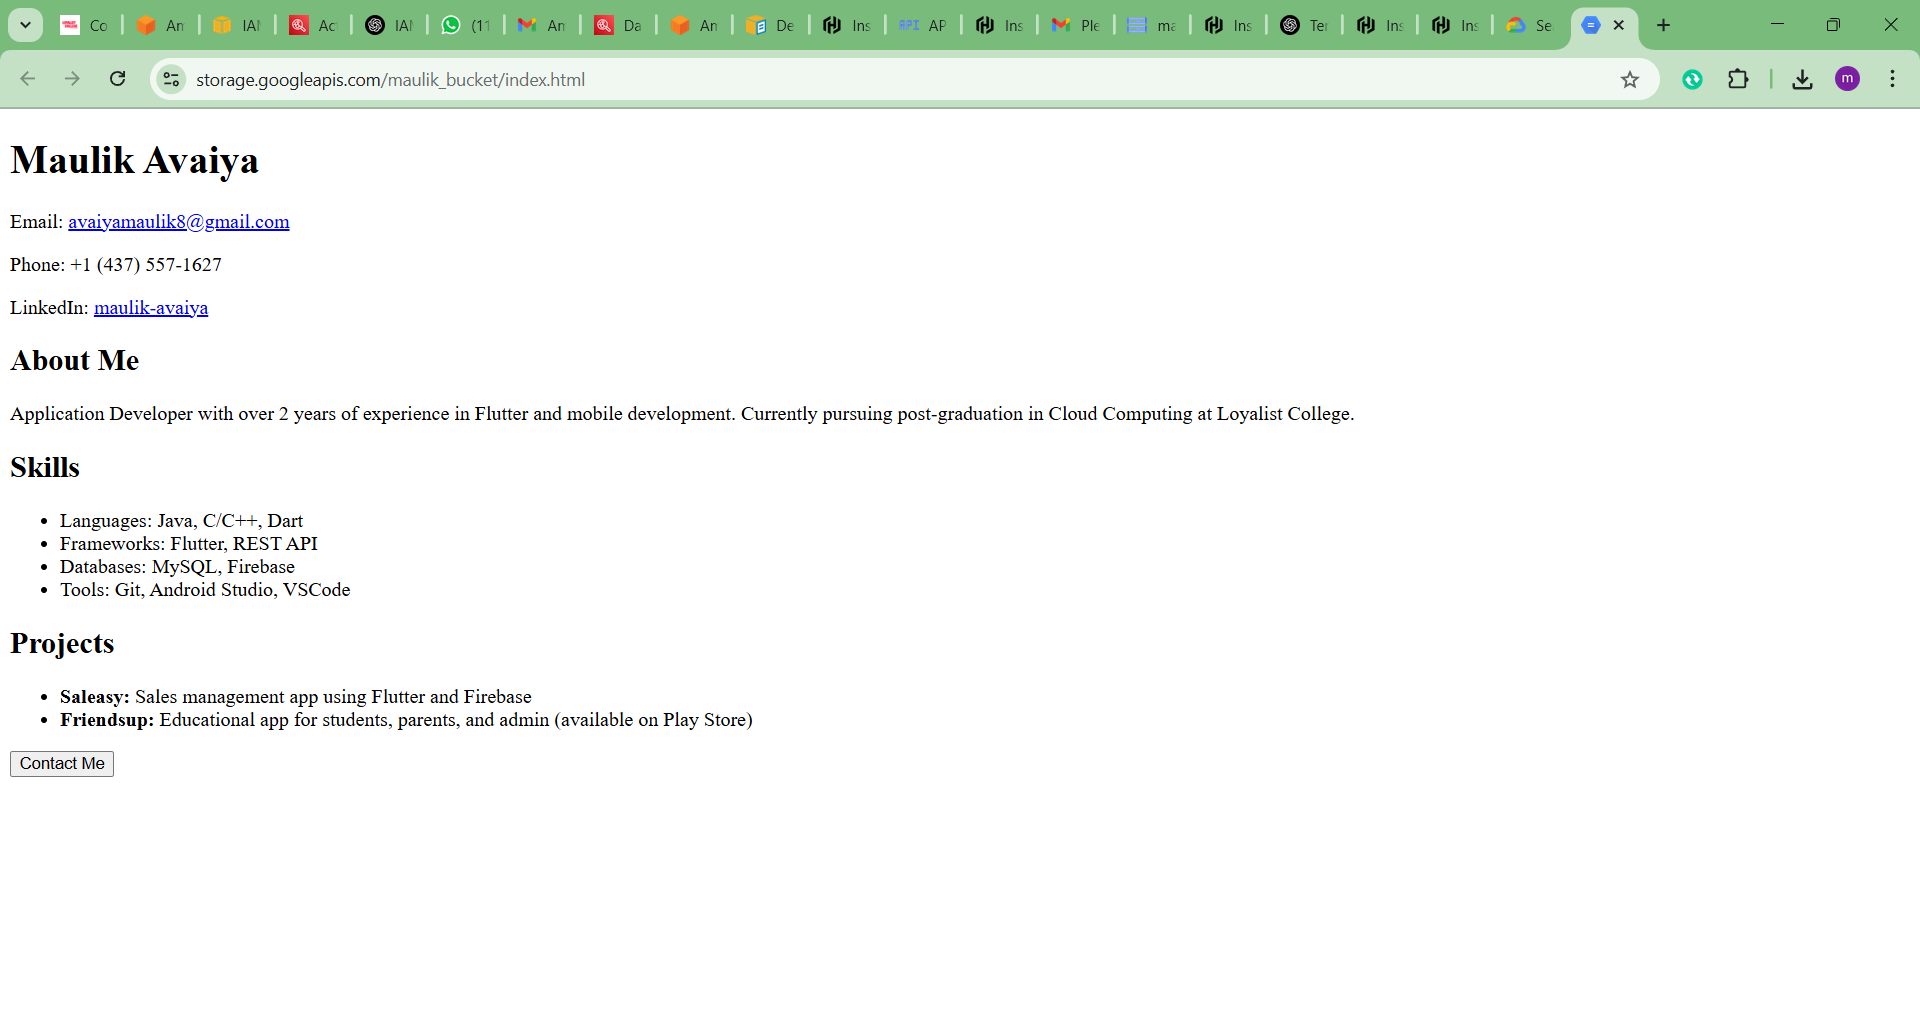 Co
An
IAM
Ac
IAM
(11
An
Da
An
De
Ins
API AP
Ins
Ple
ma
Ins
Ter
Ins
Ins
Se
storage.googleapis.com/maulik_bucket/index.html
m
Maulik Avaiya
Email: avaiyamaulik8@gmail.com
Phone: +1 (437) 557-1627
LinkedIn: maulik-avaiya
About Me
Application Developer with over 2 years of experience in Flutter and mobile development. Currently pursuing post-graduation in Cloud Computing at Loyalist College.
Skills
• Languages: Java, C/C++, Dart
• Frameworks: Flutter, REST API
• Databases: MySQL, Firebase
• Tools: Git, Android Studio, VSCode
Projects
• Saleasy: Sales management app using Flutter and Firebase
• Friendsup: Educational app for students, parents, and admin (available on Play Store)
Contact Me